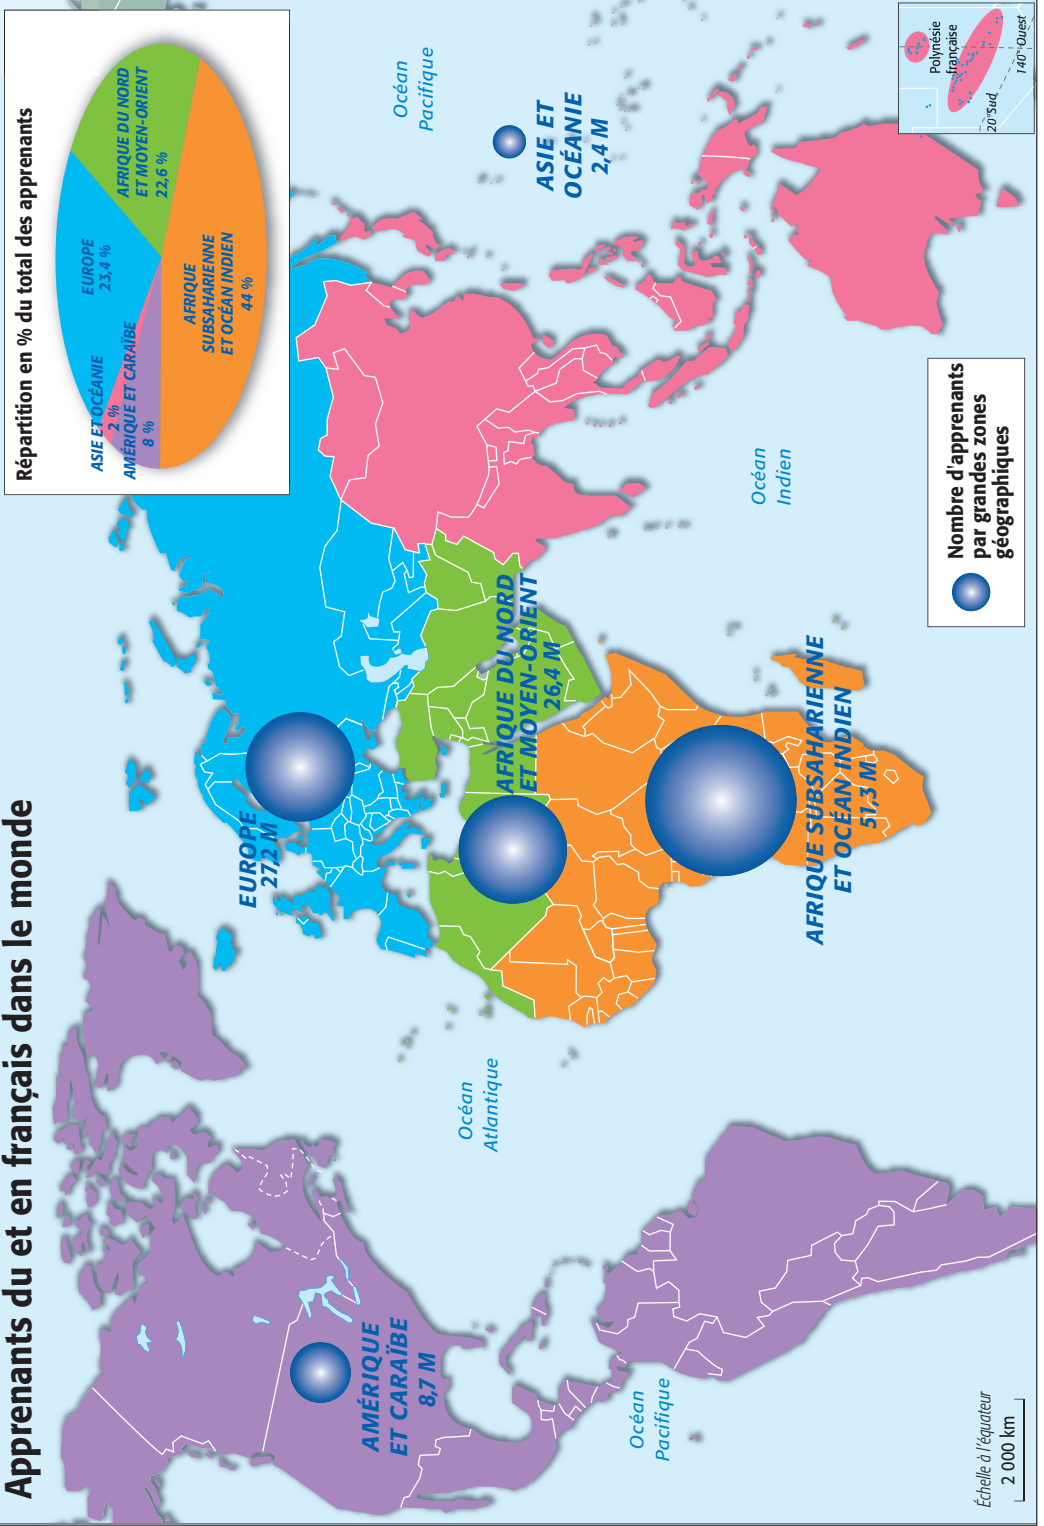 Apprenants du et en français dans le monde
Répartition en % du total des apprenants
EUROPE
23,4 %
AFRIQUE DU NORD
ET MOYEN-ORIENT
22,6 %
ASIE ET OCÉANIE
2 %
AMÉRIQUE ET CARAÏBE
8 %
AFRIQUE
SUBSAHARIENNE
ET OCÉAN INDIEN
44 %
EUROPE
27,2 M
AMÉRIQUE
ET CARAÏBE
8,7 M
Océan
Atlantique
AFRIQUE DU NORD
ET MOYEN-ORIENT
26,4 M
Océan
Pacifique
ASIE ET
OCÉANIE
2,4 M
Océan
Pacifique
AFRIQUE SUBSAHARIENNE
ET OCÉAN INDIEN
51,3 M
Océan
Indien
Échelle à l'équateur
2 000 km
Nombre d'apprenants
par grandes zones
géographiques
Polynésie
française
20°Sud
140° Ouest